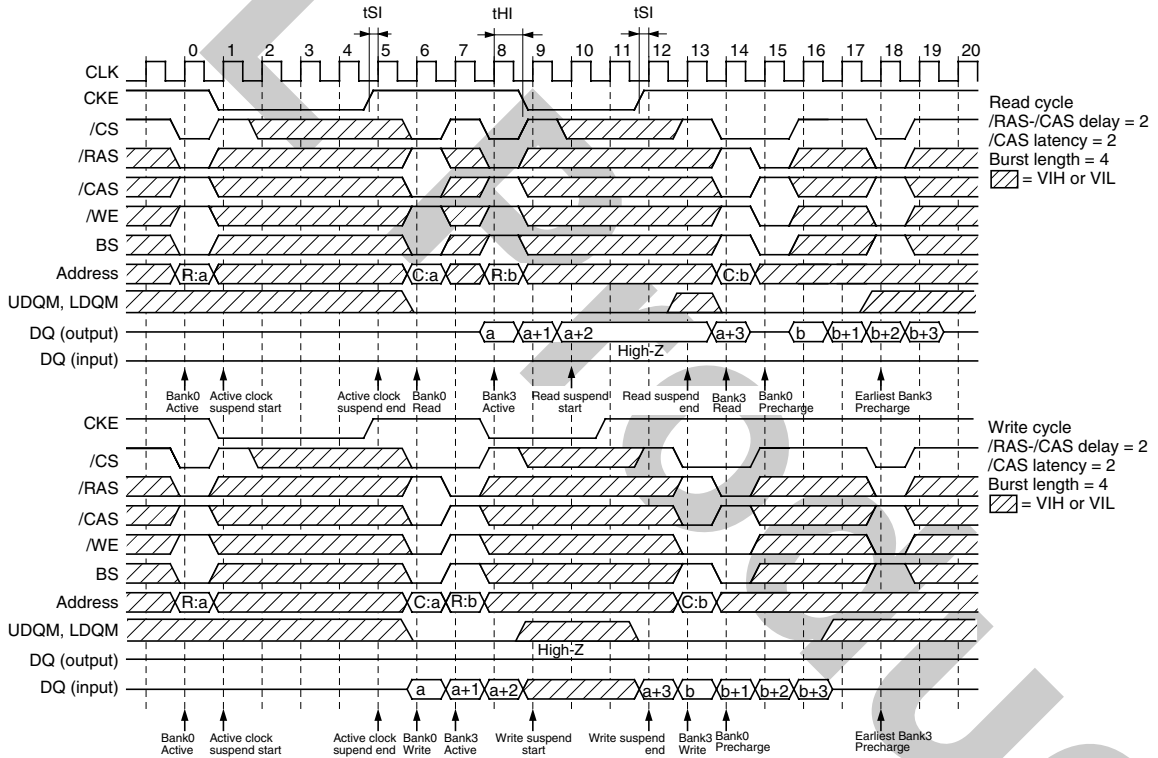 tSI tHI tSI
0 1 2 3 4 5 6 7 8 9 10 11 12 13 14 15 16 17 18 19 20
CLK
CKE
/CS
/RAS
/CAS
/WE
BS
Address R:a C:a R:b C:b
UDQM, LDQM
DQ (output) a a+1 a+2 a+3 b b+1 b+2 b+3
High-Z
DQ (input)
Read cycle
/RAS-/CAS delay = 2
/CAS latency = 2
Burst length = 4
= VIH or VIL
Bank0 Active clock Active clock Bank0 Bank3 Read suspend Read suspend Bank3 Bank0 Earliest Bank3
Active suspend start suspend end Read Active start end Read Precharge Precharge
CKE
/CS
/RAS
/CAS
/WE
BS
Address R:a C:a R:b C:b
UDQM, LDQM
High-Z
DQ (output)
DQ (input) a a+1 a+2 a+3 b b+1 b+2 b+3
Write cycle
/RAS-/CAS delay = 2
/CAS latency = 2
Burst length = 4
= VIH or VIL
Bank0 Active clock Active clock Bank0 Bank3 Write suspend Write suspend Bank3 Bank0 Earliest Bank3
Active suspend start supend end Write Active start end Write Precharge Precharge